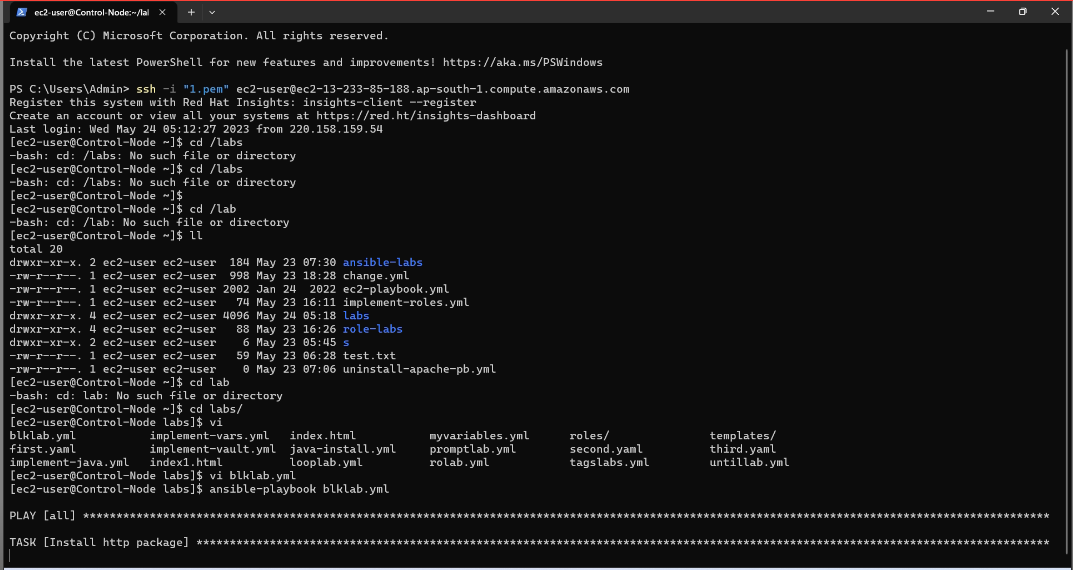 ec2-user@Control-Node:~/lal
Copyright (C) Microsoft Corporation. All rights reserved.
Install the latest PowerShell for new features and improvements! https://aka.ms/PSWindows
PS C:\Users\Admin> ssh -i "1.pem" ec2-user@ec2-13-233-85-188.ap-south-1.compute.amazonaws.com
Register this system with Red Hat Insights: insights-client --register
Create an account or view all your systems at https://red.ht/insights-dashboard
Last login: Wed May 24 05:12:27 2023 from 220.158.159.54
[ec2-user@Control-Node ~]$ cd /labs
-bash: cd: /labs: No such file or directory
[ec2-user@Control-Node ~]$ cd /labs
-bash: cd: /labs: No such file or directory
[ec2-user@Control-Node ~]$
[ec2-user@Control-Node ~]$ cd /lab
-bash: cd: /lab: No such file or directory
[ec2-user@Control-Node ~]$ ll
total 20
drwxr-xr-x. 2 ec2-user ec2-user  184 May 23 07:30 ansible-labs
-rw-r--r--. 1 ec2-user ec2-user  998 May 23 18:28 change.yml
-rw-r--r--. 1 ec2-user ec2-user 2002 Jan 24  2022 ec2-playbook.yml
-rw-r--r--. 1 ec2-user ec2-user   74 May 23 16:11 implement-roles.yml
drwxr-xr-x. 4 ec2-user ec2-user 4096 May 24 05:18 labs
drwxr-xr-x. 4 ec2-user ec2-user   88 May 23 16:26 role-labs
drwxr-xr-x. 2 ec2-user ec2-user    6 May 23 05:45 s
-rw-r--r--. 1 ec2-user ec2-user   59 May 23 06:28 test.txt
-rw-r--r--. 1 ec2-user ec2-user    0 May 23 07:06 uninstall-apache-pb.yml
[ec2-user@Control-Node ~]$ cd lab
-bash: cd: lab: No such file or directory
[ec2-user@Control-Node ~]$ cd labs/
[ec2-user@Control-Node labs]$ vi
blklab.yml           implement-vars.yml   index.html           myvariables.yml      roles/               templates/
first.yaml           implement-vault.yml  java-install.yml     promptlab.yml        second.yaml          third.yaml
implement-java.yml   index1.html          looplab.yml          rolab.yml            tagslabs.yml         untillab.yml
[ec2-user@Control-Node labs]$ vi blklab.yml
[ec2-user@Control-Node labs]$ ansible-playbook blklab.yml
PLAY [all] *************************************************************************************************************************************************
TASK [Install http package] ********************************************************************************************************************************